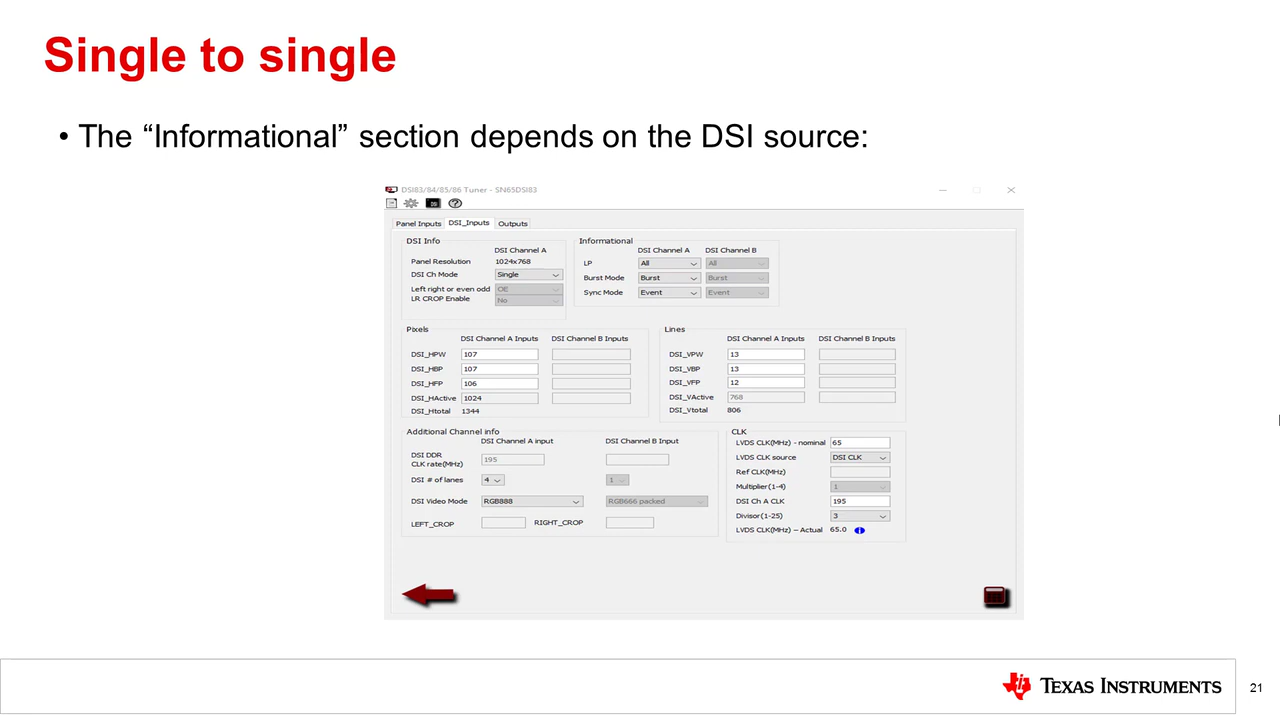 Single to single
• The “Informational” section depends on the DSI source:
DSI83/84/85/86 Tuner - SN65DSI83
Panel Inputs DSI_Inputs Outputs
DSI Info
DSI Channel A
Panel Resolution 1024x768
DSI Ch Mode Single
Left right or even odd OE
LR CROP Enable No
Informational
DSI Channel A DSI Channel B
LP All All
Burst Mode Burst Burst
Sync Mode Event Event
Pixels
DSI Channel A Inputs DSI Channel B Inputs
DSI_HPW 107
DSI_HBP 107
DSI_HFP 106
DSI_HActive 1024
DSI_Htotal 1344
Lines
DSI Channel A Inputs DSI Channel B Inputs
DSI_VPW 13
DSI_VBP 13
DSI_VFP 12
DSI_VActive 768
DSI_Vtotal 806
Additional Channel info
DSI Channel A input DSI Channel B Input
DSI DDR
CLK rate(MHz) 195
DSI # of lanes 4 1
DSI Video Mode RGB888 RGB666 packed
LEFT_CROP RIGHT_CROP
CLK
LVDS CLK(MHz) - nominal 65
LVDS CLK source DSI CLK
Ref CLK(MHz)
Multiplier(1-4) 1
DSI Ch A CLK 195
Divisor(1-25) 3
LVDS CLK(MHz) – Actual 65.0
TEXAS INSTRUMENTS
21